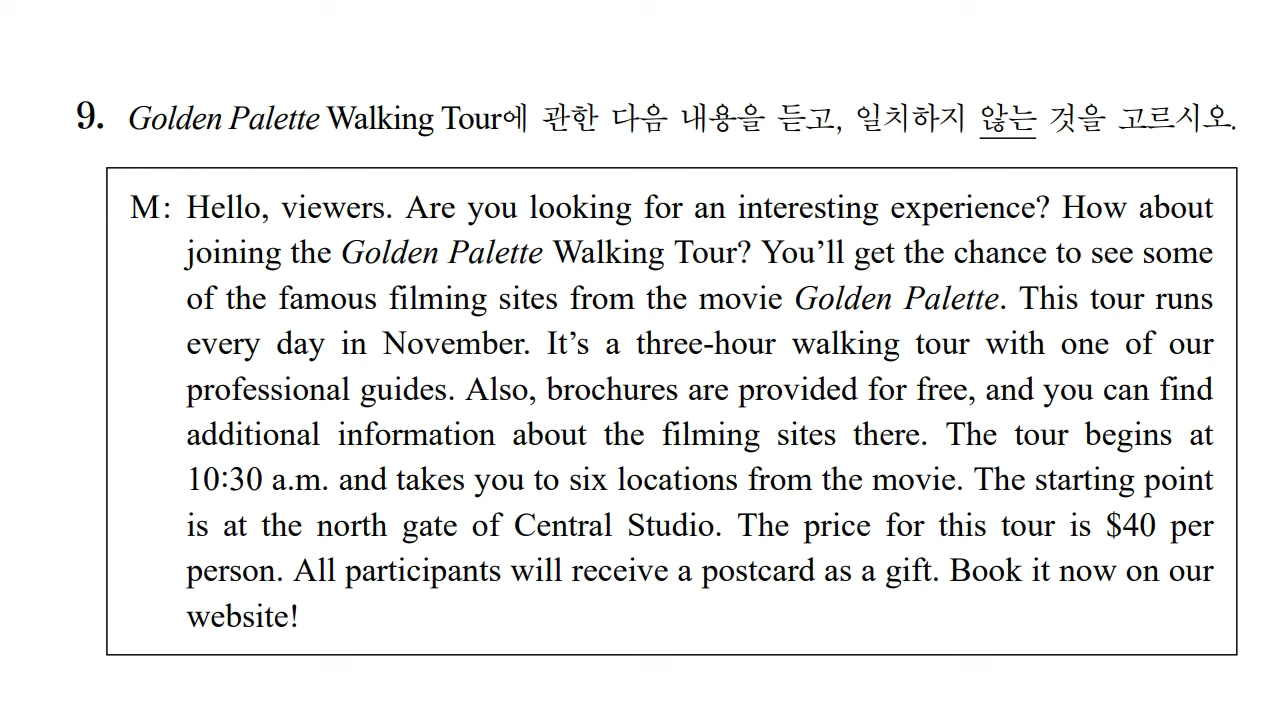 9. Golden Palette Walking Tour에 관한 다음 내용을 듣고, 일치하지 않는 것을 고르시오.
M: Hello, viewers. Are you looking for an interesting experience? How about
joining the Golden Palette Walking Tour? You’ll get the chance to see some
of the famous filming sites from the movie Golden Palette. This tour runs
every day in November. It’s a three-hour walking tour with one of our
professional guides. Also, brochures are provided for free, and you can find
additional information about the filming sites there. The tour begins at
10:30 a.m. and takes you to six locations from the movie. The starting point
is at the north gate of Central Studio. The price for this tour is $40 per
person. All participants will receive a postcard as a gift. Book it now on our
website!